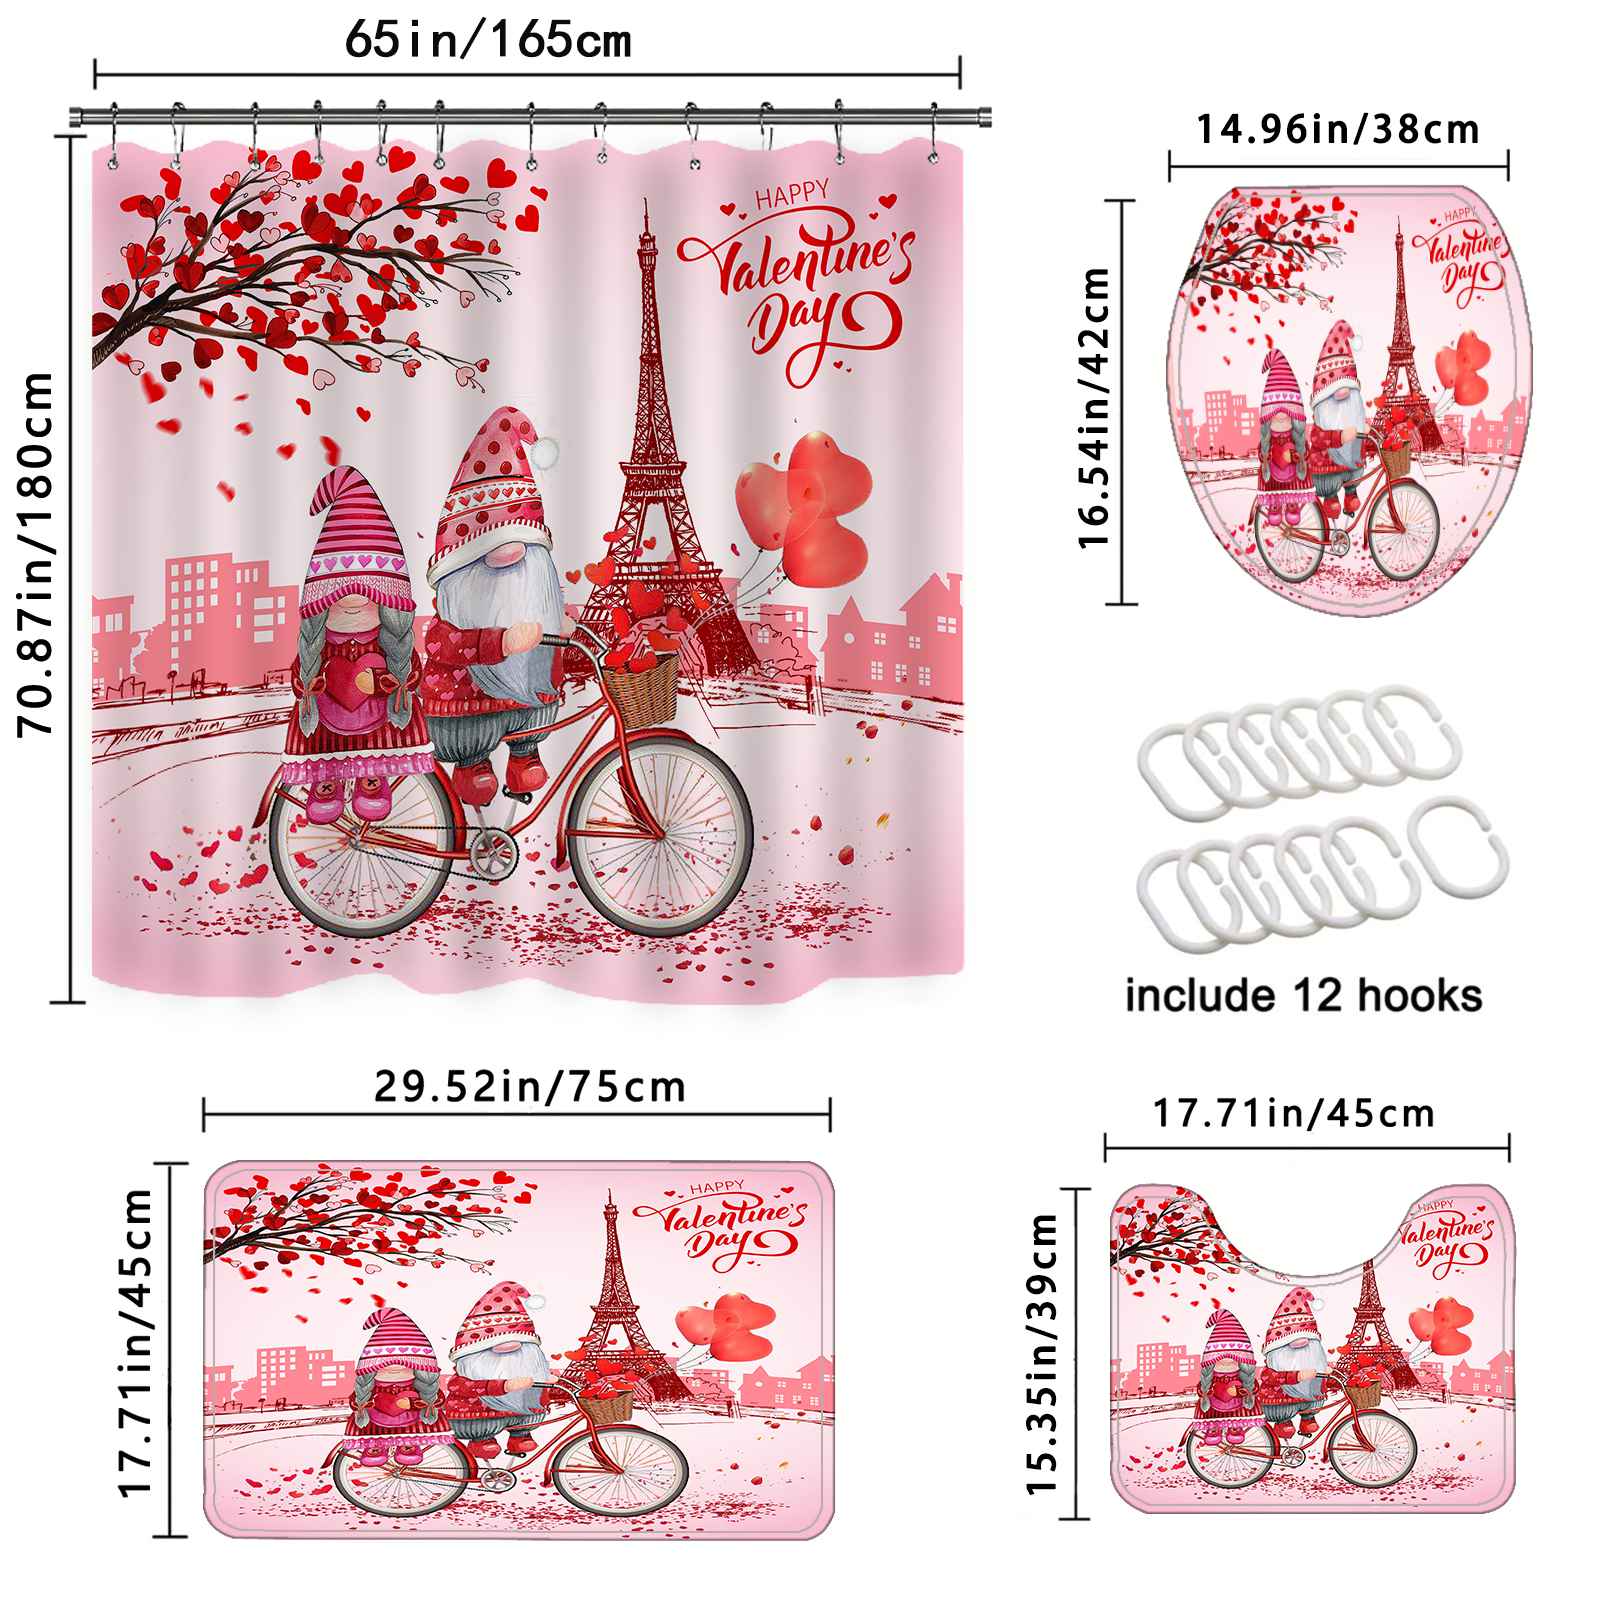 65in/165cm
70.87in/180cm
HAPPY
Valentine's
Day
14.96in/38cm
16.54in/42cm
HAPPY
Valentine's
Day
include 12 hooks
29.52in/75cm
17.71in/45cm
HAPPY
Valentine's
Day
17.71in/45cm
15.35in/39cm
HAPPY
Valentine's
Day